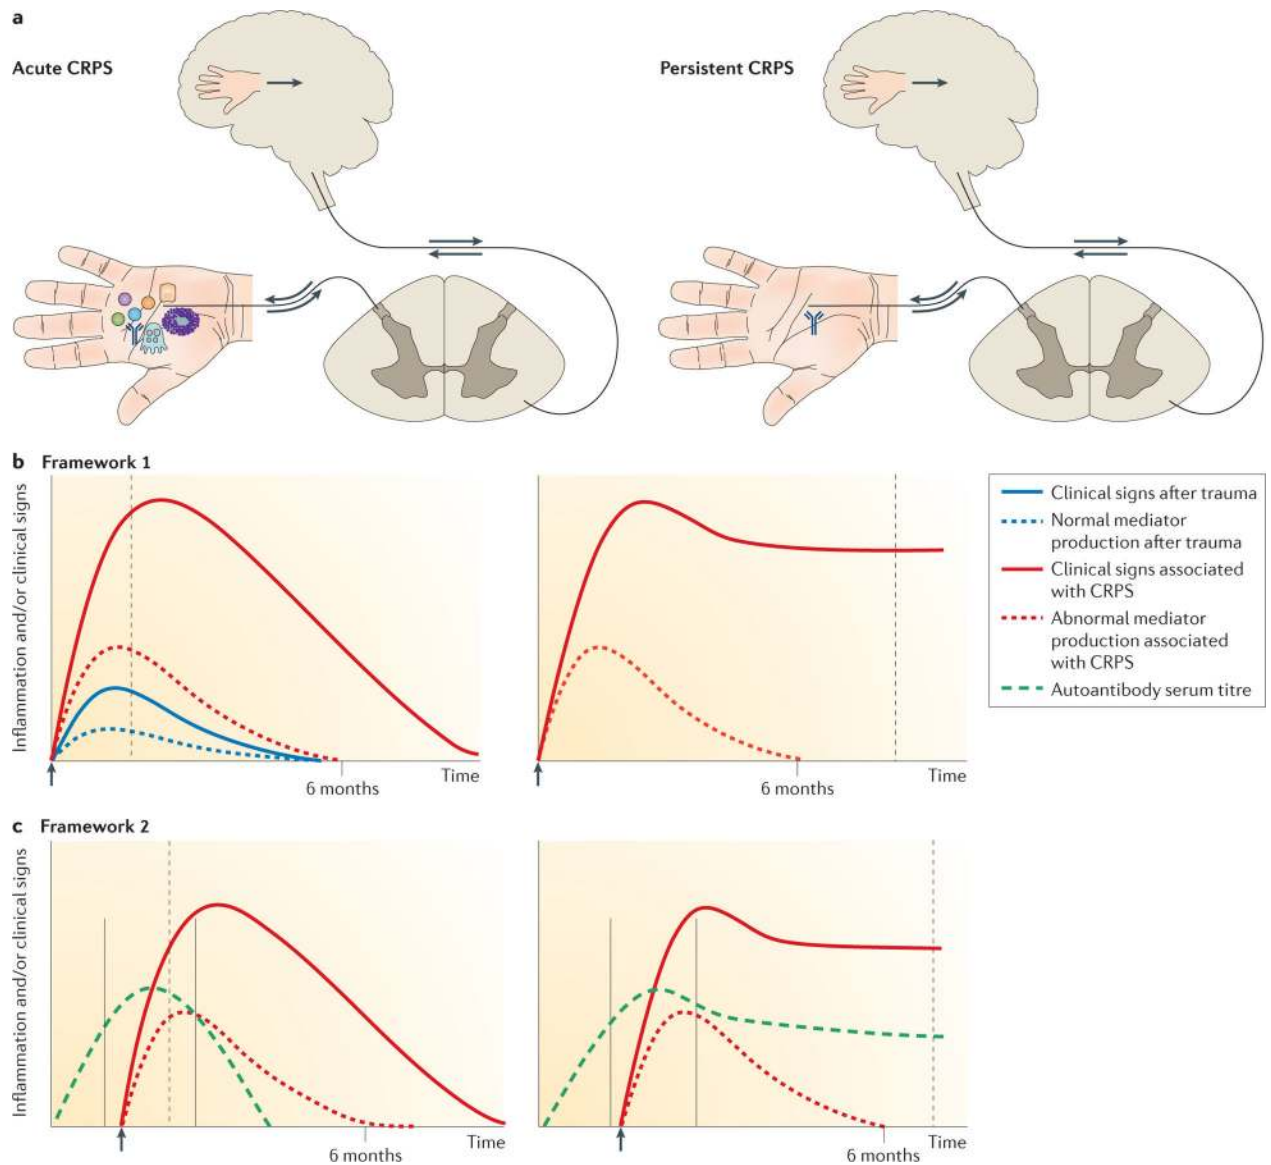 a
Acute CRPS
Persistent CRPS
b Framework 1
Inflammation and/or clinical signs
6 months
Time
6 months
Time
Clinical signs after trauma
Normal mediator
production after trauma
Clinical signs associated
with CRPS
Abnormal mediator
production associated
with CRPS
Autoantibody serum titre
c Framework 2
Inflammation and/or clinical signs
6 months
Time
6 months
Time